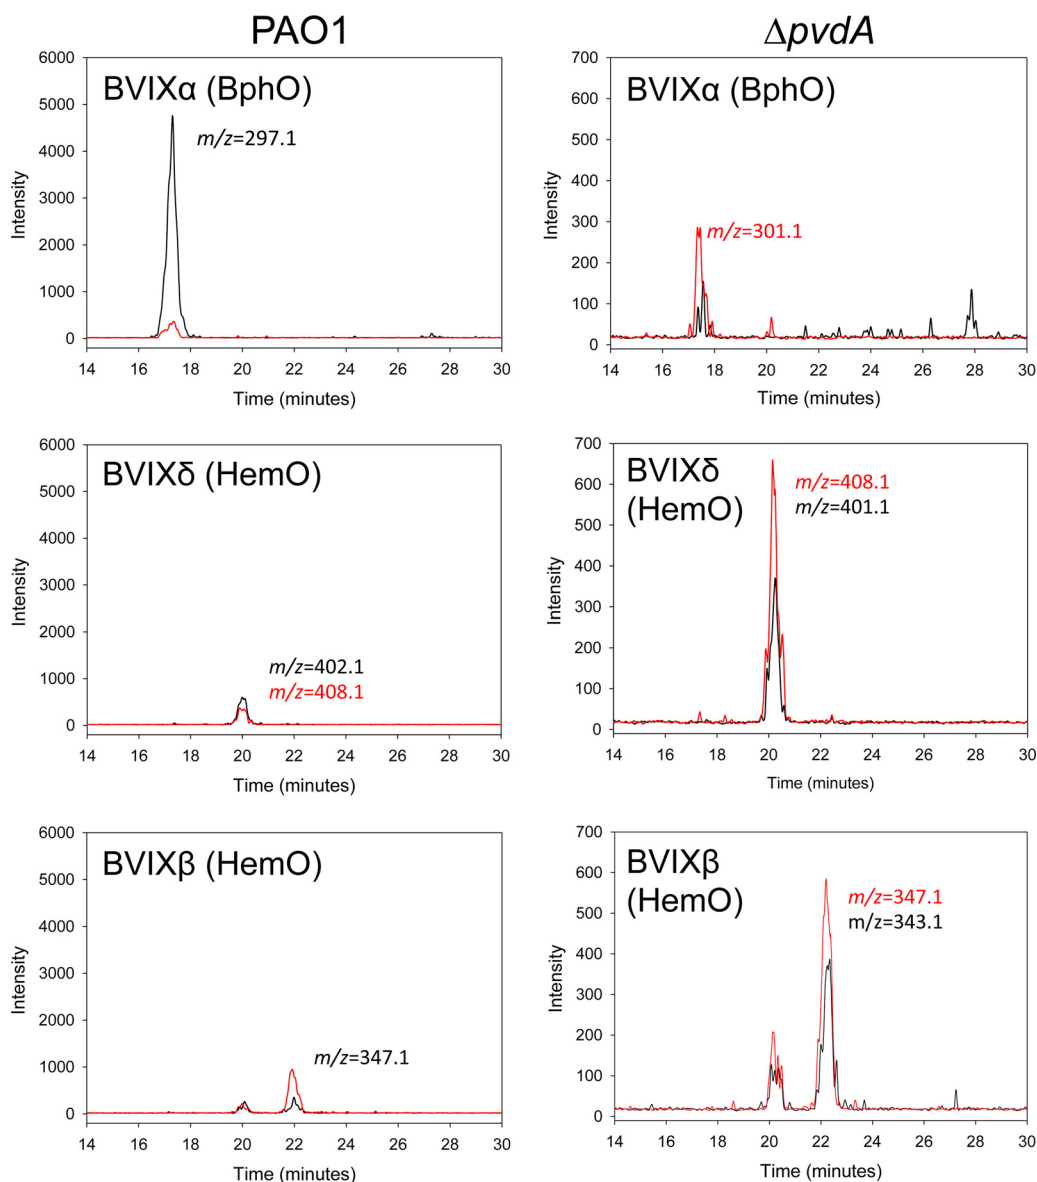 PAO1
ΔpvdA
6000
5000
4000
3000
2000
1000
0
Intensity
BVIXα (BphO)
m/z=297.1
14 16 18 20 22 24 26 28 30
Time (minutes)
700
600
500
400
300
200
100
0
Intensity
BVIXα (BphO)
m/z=301.1
14 16 18 20 22 24 26 28 30
Time (minutes)
6000
5000
4000
3000
2000
1000
0
Intensity
BVIXδ (HemO)
m/z=402.1
m/z=408.1
14 16 18 20 22 24 26 28 30
Time (minutes)
700
600
500
400
300
200
100
0
Intensity
BVIXδ
(HemO)
m/z=408.1
m/z=401.1
14 16 18 20 22 24 26 28 30
Time (minutes)
6000
5000
4000
3000
2000
1000
0
Intensity
BVIXβ (HemO)
m/z=347.1
14 16 18 20 22 24 26 28 30
Time (minutes)
700
600
500
400
300
200
100
0
Intensity
BVIXβ
(HemO)
m/z=347.1
m/z=343.1
14 16 18 20 22 24 26 28 30
Time (minutes)